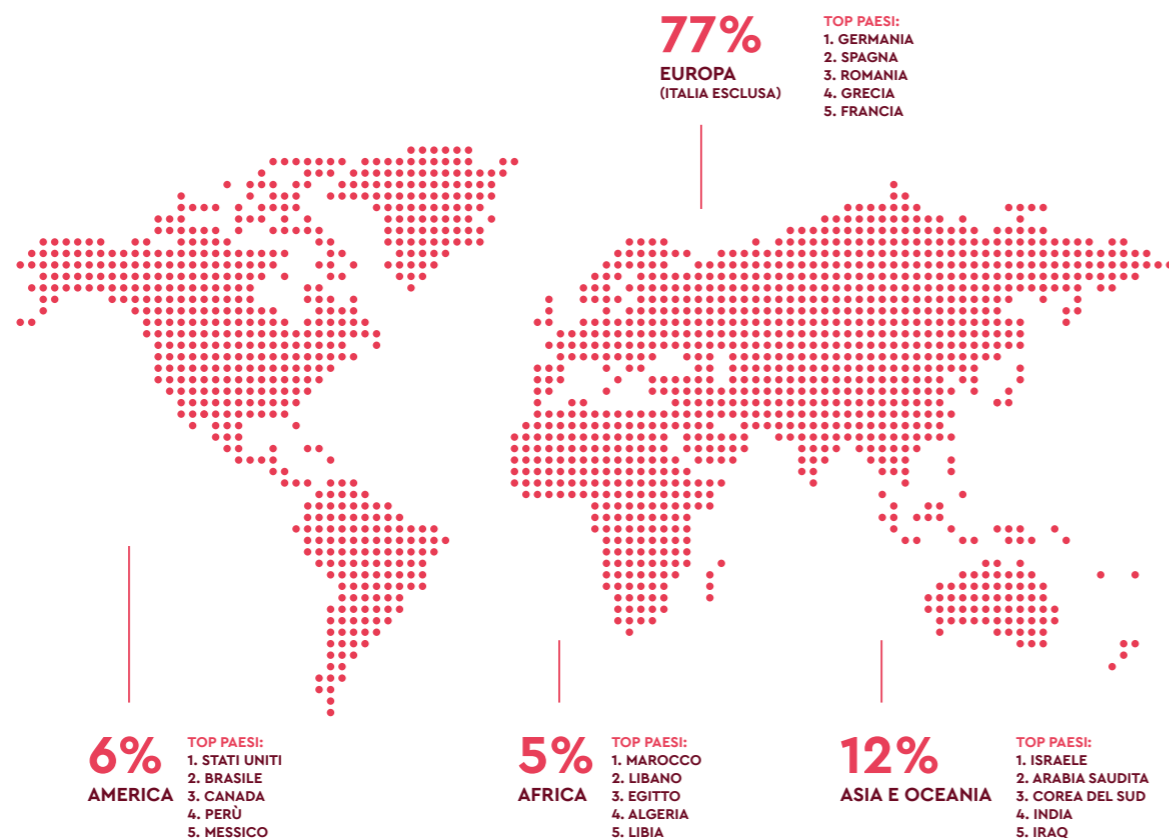 77%
EUROPA
(ITALIA ESCLUSA)
TOP PAESI:
1. GERMANIA
2. SPAGNA
3. ROMANIA
4. GRECIA
5. FRANCIA
6%
AMERICA
TOP PAESI:
1. STATI UNITI
2. BRASILE
3. CANADA
4. PERÙ
5. MESSICO
5%
AFRICA
TOP PAESI:
1. MAROCCO
2. LIBANO
3. EGITTO
4. ALGERIA
5. LIBIA
12%
ASIA E OCEANIA
TOP PAESI:
1. ISRAELE
2. ARABIA SAUDITA
3. COREA DEL SUD
4. INDIA
5. IRAQ